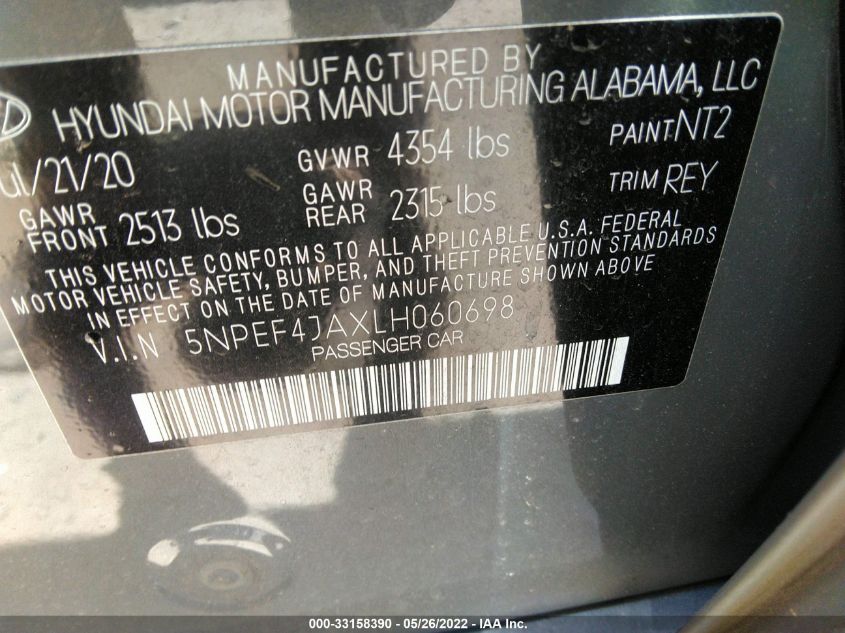 MANUFACTURED BY
HYUNDAI MOTOR MANUFACTURING ALABAMA, LLC
/21/20 GVWR 4354 lbs PAINT: NT2
GAWR FRONT 2513 lbs GAWR REAR 2315 lbs TRIM REY
THIS VEHICLE CONFORMS TO ALL APPLICABLE U.S.A. FEDERAL
MOTOR VEHICLE SAFETY, BUMPER, AND THEFT PREVENTION STANDARDS
IN EFFECT ON THE DATE OF MANUFACTURE SHOWN ABOVE
V.I.N 5NPEF4JAXLH060698
PASSENGER CAR
000-33158390 - 05/26/2022 - IAA Inc.